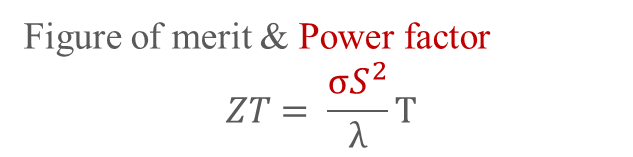 Figure of merit & Power factor
ZT = σS²/λ T